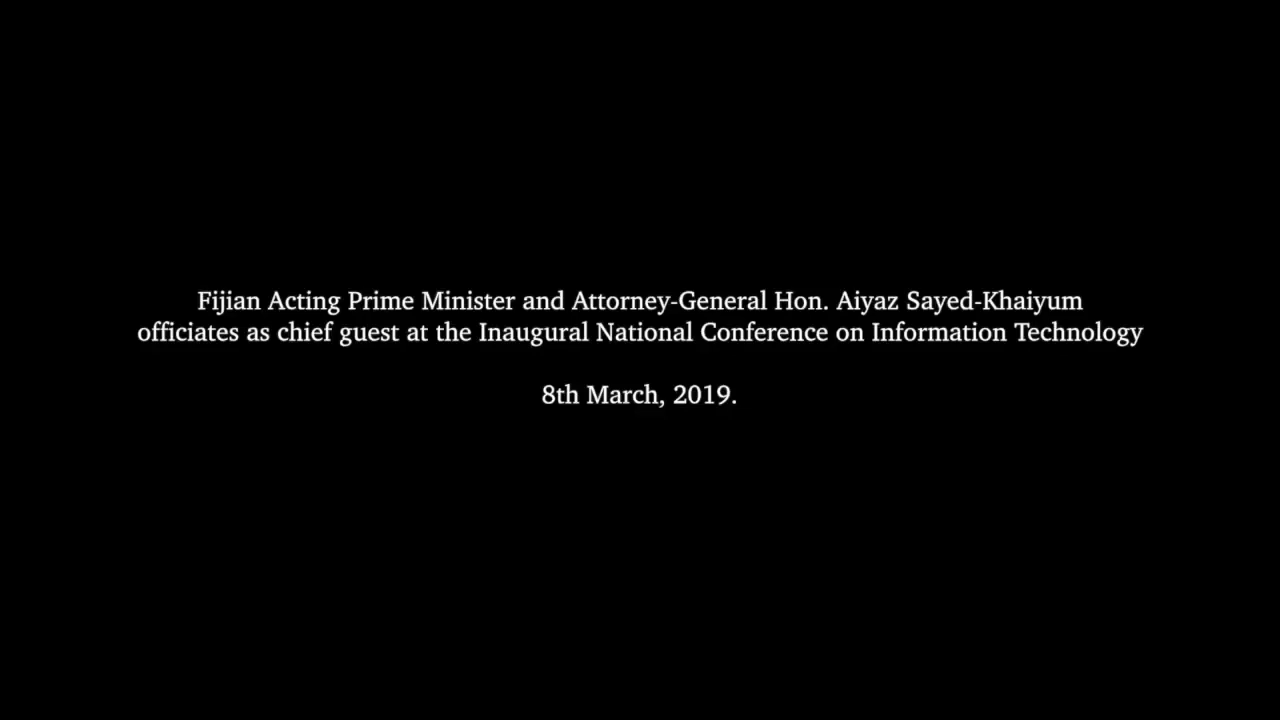 Fijian Acting Prime Minister and Attorney-General Hon. Aiyaz Sayed-Khaiyum
officiates as chief guest at the Inaugural National Conference on Information Technology
8th March, 2019.